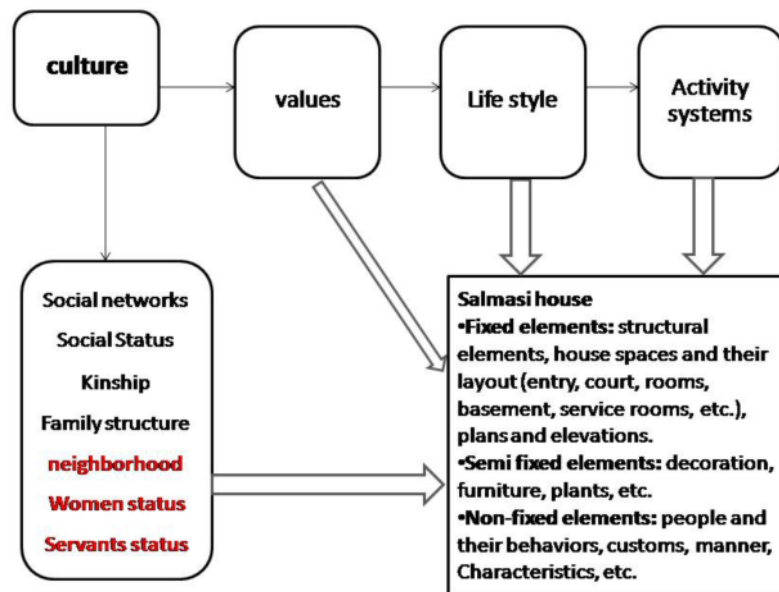 culture
values
Life style
Activity
systems
Social networks
Social Status
Kinship
Family structure
neighborhood
Women status
Servants status
Salmasi house
•Fixed elements: structural
elements, house spaces and their
layout (entry, court, rooms,
basement, service rooms, etc.),
plans and elevations.
•Semi fixed elements: decoration,
furniture, plants, etc.
•Non-fixed elements: people and
their behaviors, customs, manner,
Characteristics, etc.